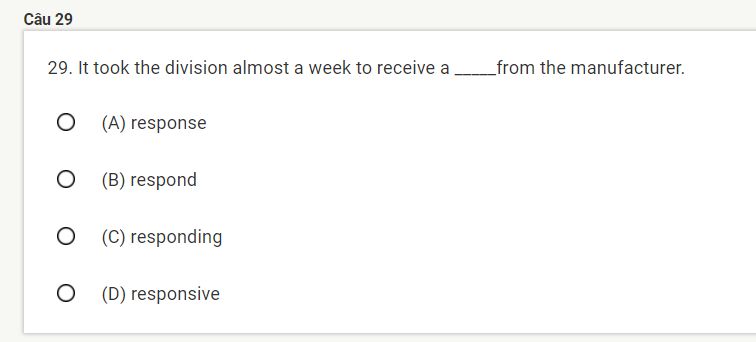 Câu 29
29. It took the division almost a week to receive a _____from the manufacturer.
(A) response
(B) respond
(C) responding
(D) responsive